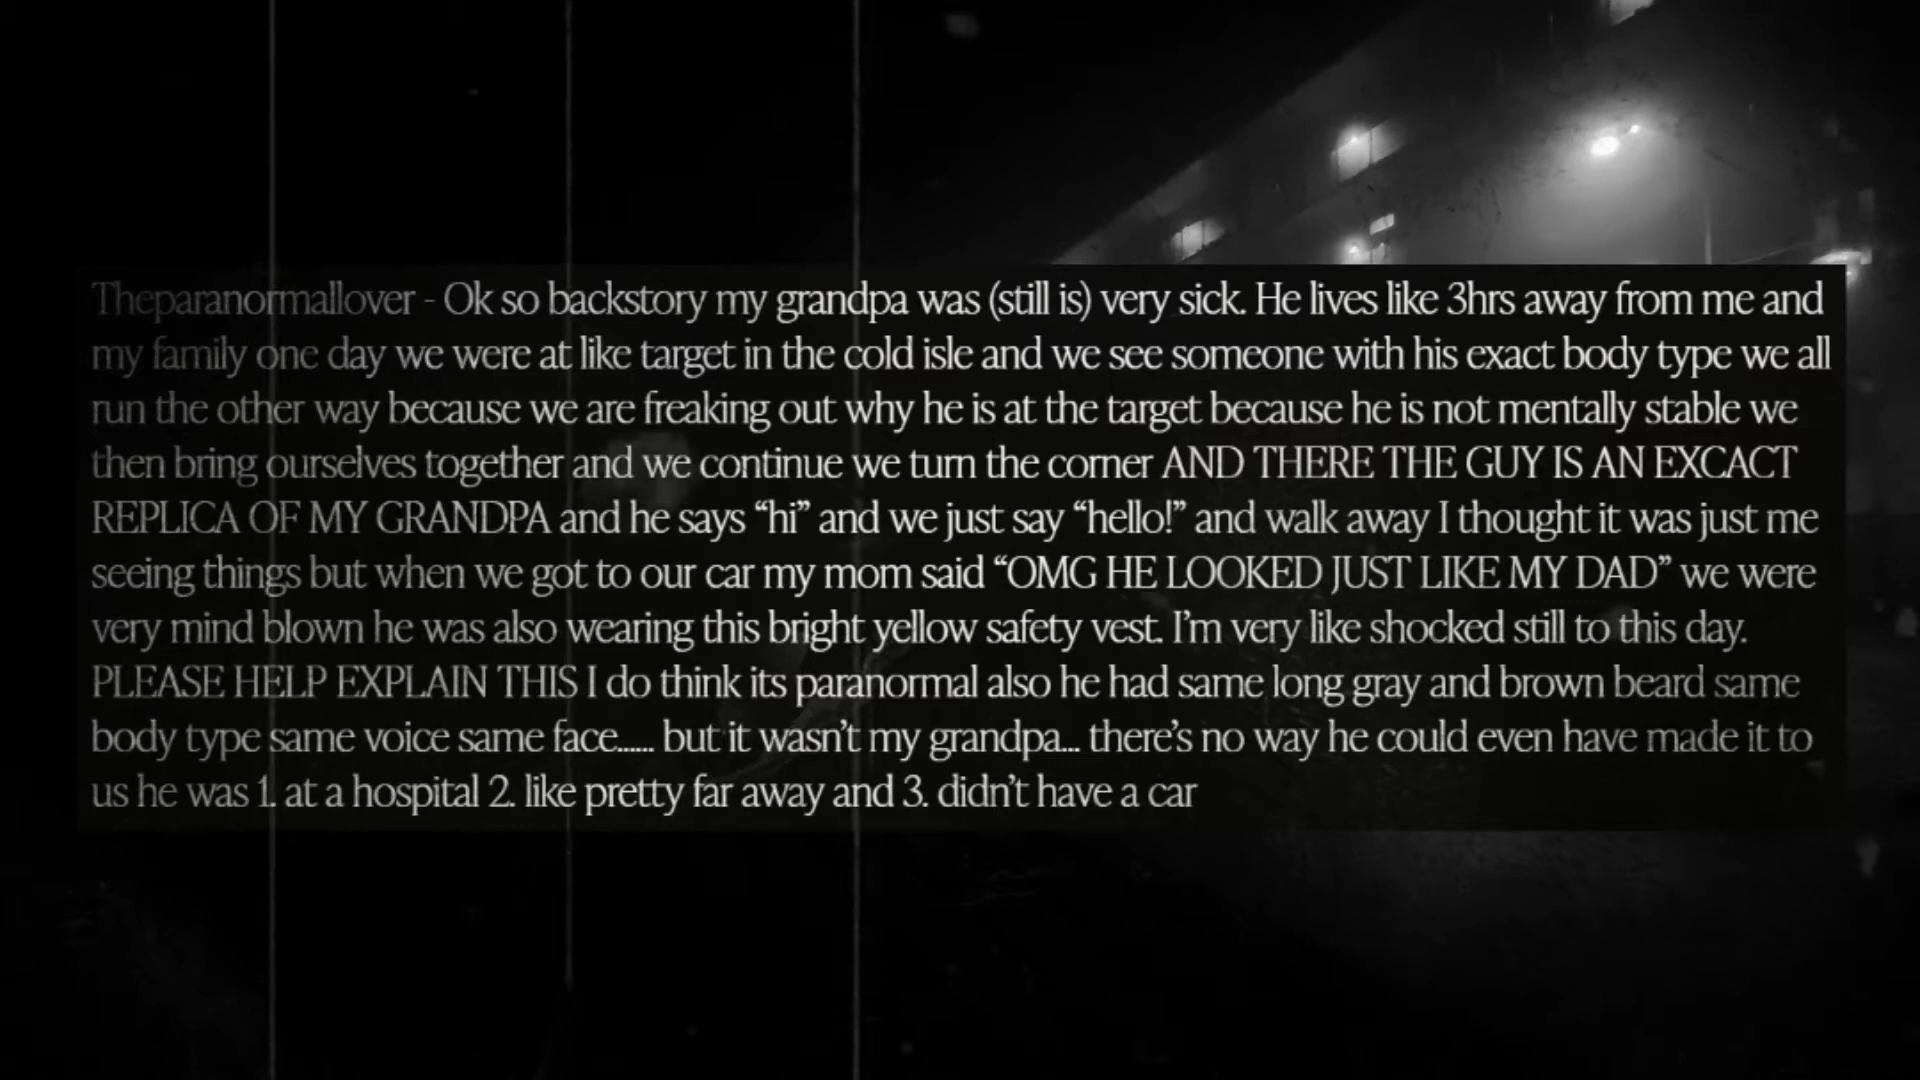 Theparanormallover - Ok so backstory my grandpa was (still is) very sick. He lives like 3hrs away from me and
my family one day we were at like target in the cold isle and we see someone with his exact body type we all
run the other way because we are freaking out why he is at the target because he is not mentally stable we
then bring ourselves together and we continue we turn the corner AND THERE THE GUY IS AN EXCACT
REPLICA OF MY GRANDPA and he says “hi” and we just say “hello!” and walk away I thought it was just me
seeing things but when we got to our car my mom said “OMG HE LOOKED JUST LIKE MY DAD” we were
very mind blown he was also wearing this bright yellow safety vest. I’m very like shocked still to this day.
PLEASE HELP EXPLAIN THIS I do think its paranormal also he had same long gray and brown beard same
body type same voice same face...... but it wasn’t my grandpa... there’s no way he could even have made it to
us he was 1. at a hospital 2. like pretty far away and 3. didn’t have a car